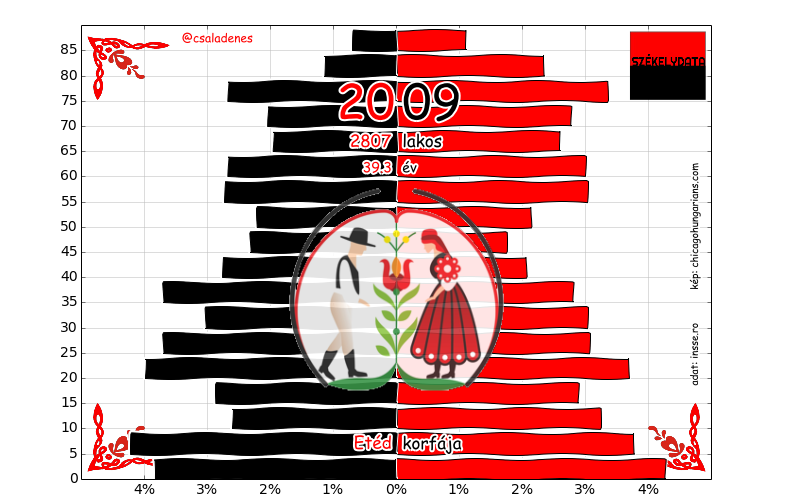 @csaladenes
SZÉKELYDATA
2009
2807 lakos
39.3 év
kép: chicagohungarians.com
adat: insse.ro
Etéd korfája
85
80
75
70
65
60
55
50
45
40
35
30
25
20
15
10
5
0
4% 3% 2% 1% 0% 1% 2% 3% 4%